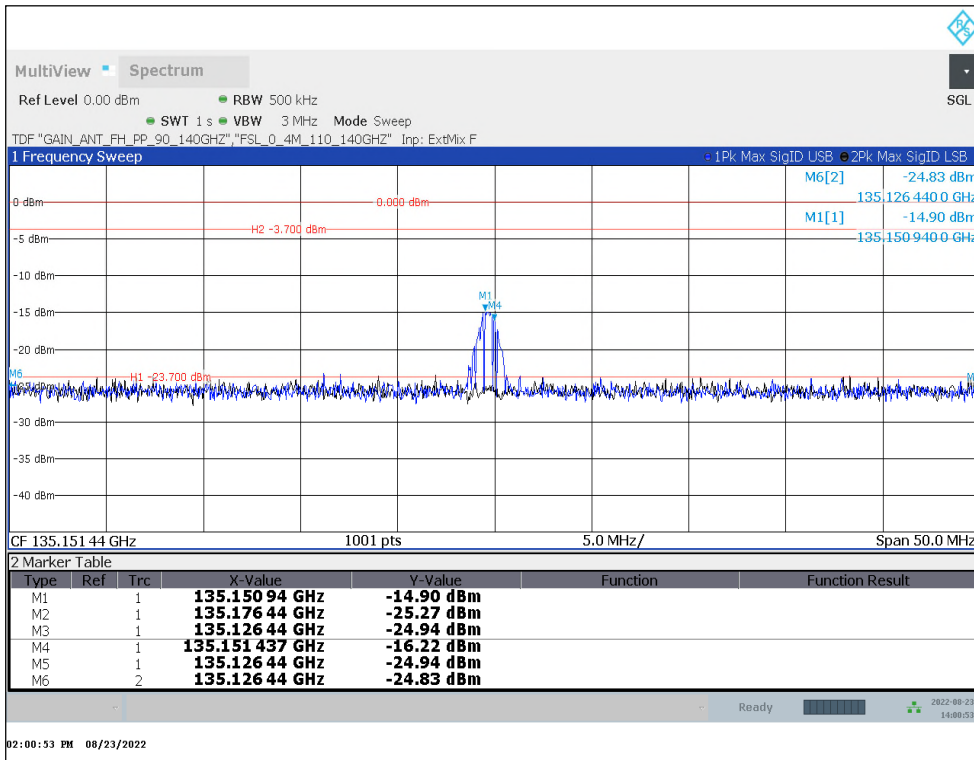 MultiView Spectrum
Ref Level 0.00 dBm RBW 500 kHz SGL
SWT 1 s VBW 3 MHz Mode Sweep
TDF "GAIN_ANT_FH_PP_90_140GHZ","FSL_0_4M_110_140GHZ" Inp: ExtMix F
1 Frequency Sweep 1Pk Max SigID USB 2Pk Max SigID LSB
M6[2] -24.83 dBm
135.126 440 0 GHz
M1[1] -14.90 dBm
135.150 940 0 GHz
0 dBm 0.000 dBm
H2 -3.700 dBm
-5 dBm
-10 dBm
M1
M4
-15 dBm
-20 dBm
M6
H1 -23.700 dBm
-30 dBm
-35 dBm
-40 dBm
CF 135.151 44 GHz 1001 pts 5.0 MHz/ Span 50.0 MHz
2 Marker Table
Type Ref Trc X-Value Y-Value Function Function Result
M1 1 135.150 94 GHz -14.90 dBm
M2 1 135.176 44 GHz -25.27 dBm
M3 1 135.126 44 GHz -24.94 dBm
M4 1 135.151 437 GHz -16.22 dBm
M5 1 135.126 44 GHz -24.94 dBm
M6 2 135.126 44 GHz -24.83 dBm
Ready 2022-08-23
14:00:53
02:00:53 PM 08/23/2022